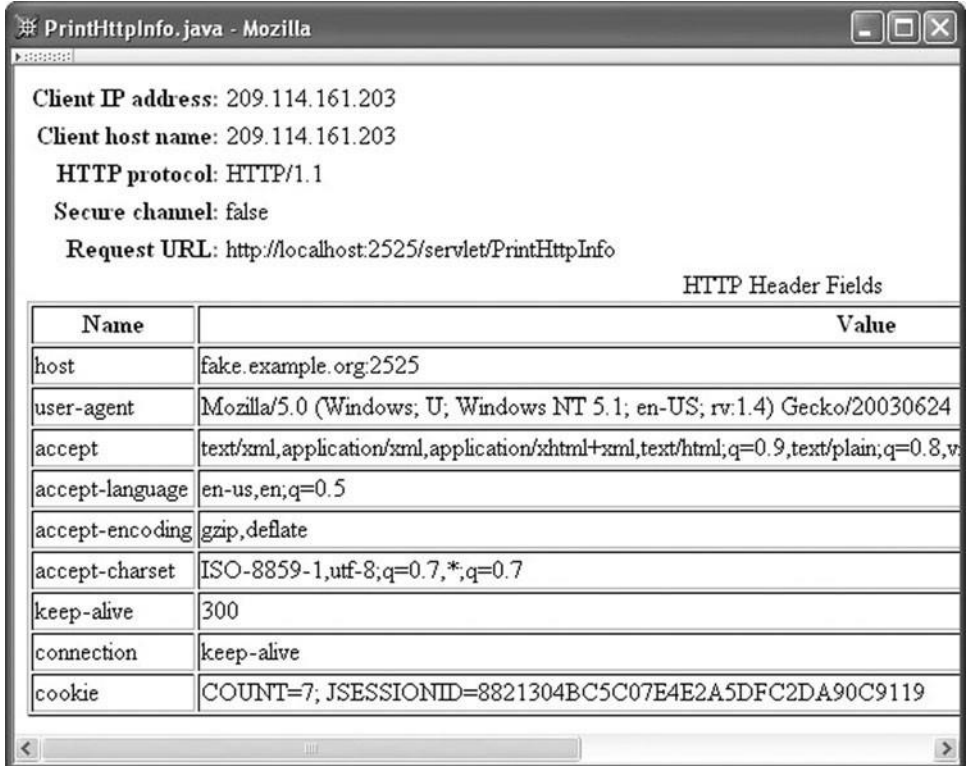 PrintHttpInfo.java - Mozilla
Client IP address: 209.114.161.203
Client host name: 209.114.161.203
HTTP protocol: HTTP/1.1
Secure channel: false
Request URL: http://localhost:2525/servlet/PrintHttpInfo
HTTP Header Fields
Name Value
host fake.example.org:2525
user-agent Mozilla/5.0 (Windows; U; Windows NT 5.1; en-US; rv:1.4) Gecko/20030624
accept text/xml,application/xml,application/xhtml+xml,text/html;q=0.9,text/plain;q=0.8,v
accept-language en-us,en;q=0.5
accept-encoding gzip,deflate
accept-charset ISO-8859-1,utf-8;q=0.7,*;q=0.7
keep-alive 300
connection keep-alive
cookie COUNT=7; JSESSIONID=8821304BC5C07E4E2A5DFC2DA90C9119